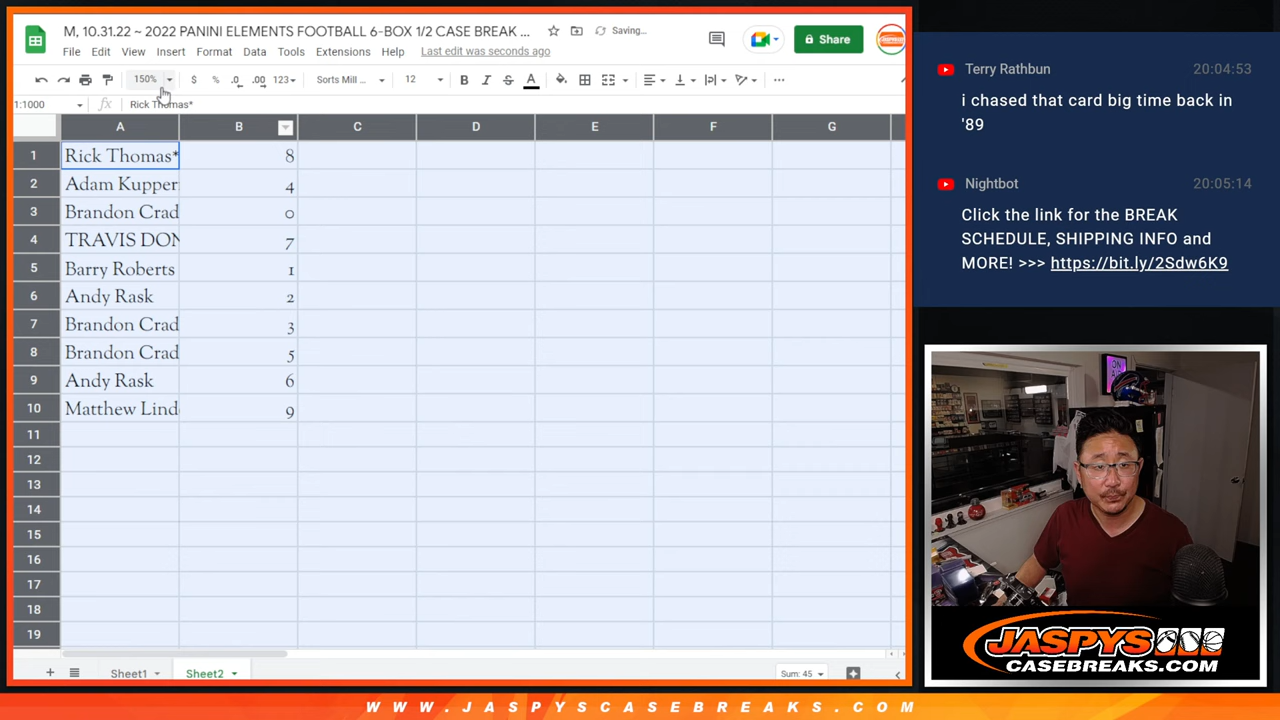 M, 10.31.22 ~ 2022 PANINI ELEMENTS FOOTBALL 6-BOX 1/2 CASE BREAK ...
Saving...
File Edit View Insert Format Data Tools Extensions Help Last edit was seconds ago
Share
150% $ % .0 .00 123 Sorts Mill ... 12 B I S A
1:1000 fx Rick Thomas*
A B C D E F G
1 Rick Thomas* 8
2 Adam Kupper 4
3 Brandon Crad 0
4 TRAVIS DON 7
5 Barry Roberts 1
6 Andy Rask 2
7 Brandon Crad 3
8 Brandon Crad 5
9 Andy Rask 6
10 Matthew Lind 9
11
12
13
14
15
16
17
18
19
Sheet1 Sheet2 Sum: 45
Terry Rathbun 20:04:53
i chased that card big time back in
'89
Nightbot 20:05:14
Click the link for the BREAK
SCHEDULE, SHIPPING INFO and
MORE! >>> https://bit.ly/2Sdw6K9
ON
JASPYS
CASEBREAKS.COM
WWW.JASPYSCASEBREAKS.COM